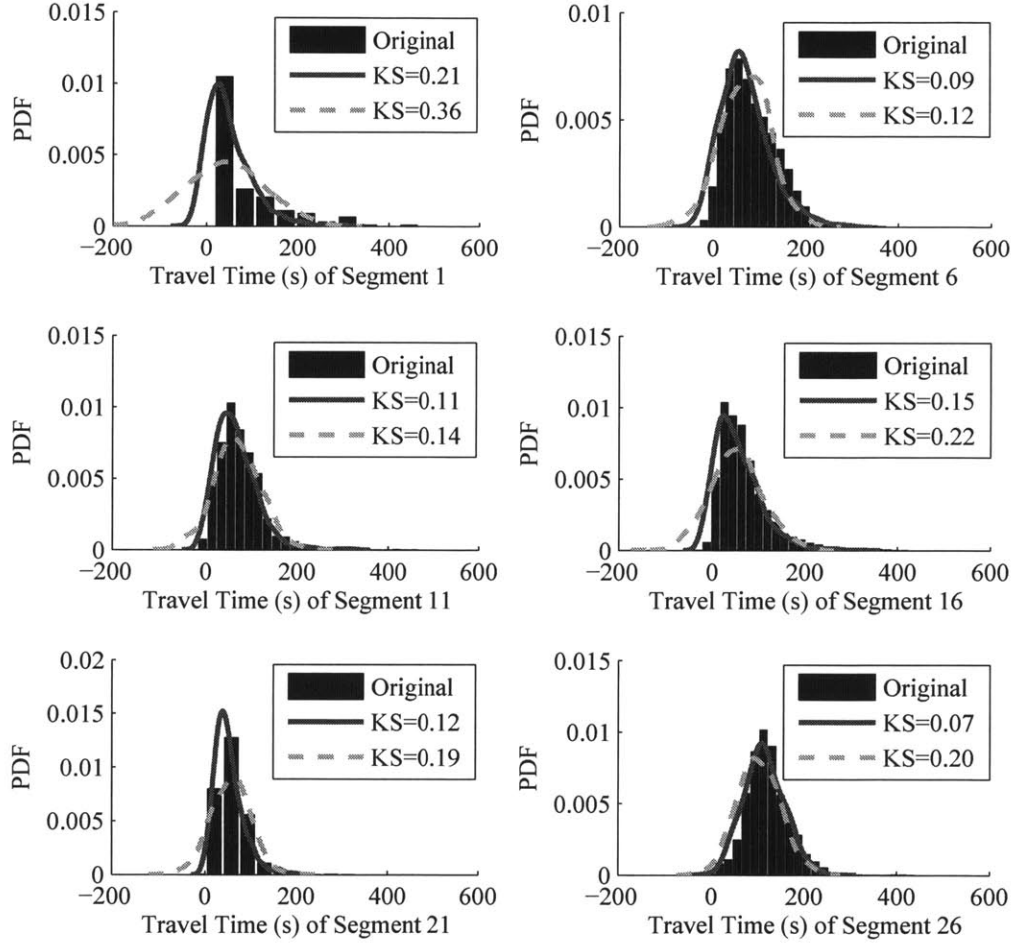 0.015
0.01
0.005
0
PDF
Original
KS=0.21
KS=0.36
−200 0 200 400 600
Travel Time (s) of Segment 1
0.01
0.005
0
PDF
Original
KS=0.09
KS=0.12
−200 0 200 400 600
Travel Time (s) of Segment 6
0.015
0.01
0.005
0
PDF
Original
KS=0.11
KS=0.14
−200 0 200 400 600
Travel Time (s) of Segment 11
0.015
0.01
0.005
0
PDF
Original
KS=0.15
KS=0.22
−200 0 200 400 600
Travel Time (s) of Segment 16
0.02
0.015
0.01
0.005
0
PDF
Original
KS=0.12
KS=0.19
−200 0 200 400 600
Travel Time (s) of Segment 21
0.015
0.01
0.005
0
PDF
Original
KS=0.07
KS=0.20
−200 0 200 400 600
Travel Time (s) of Segment 26